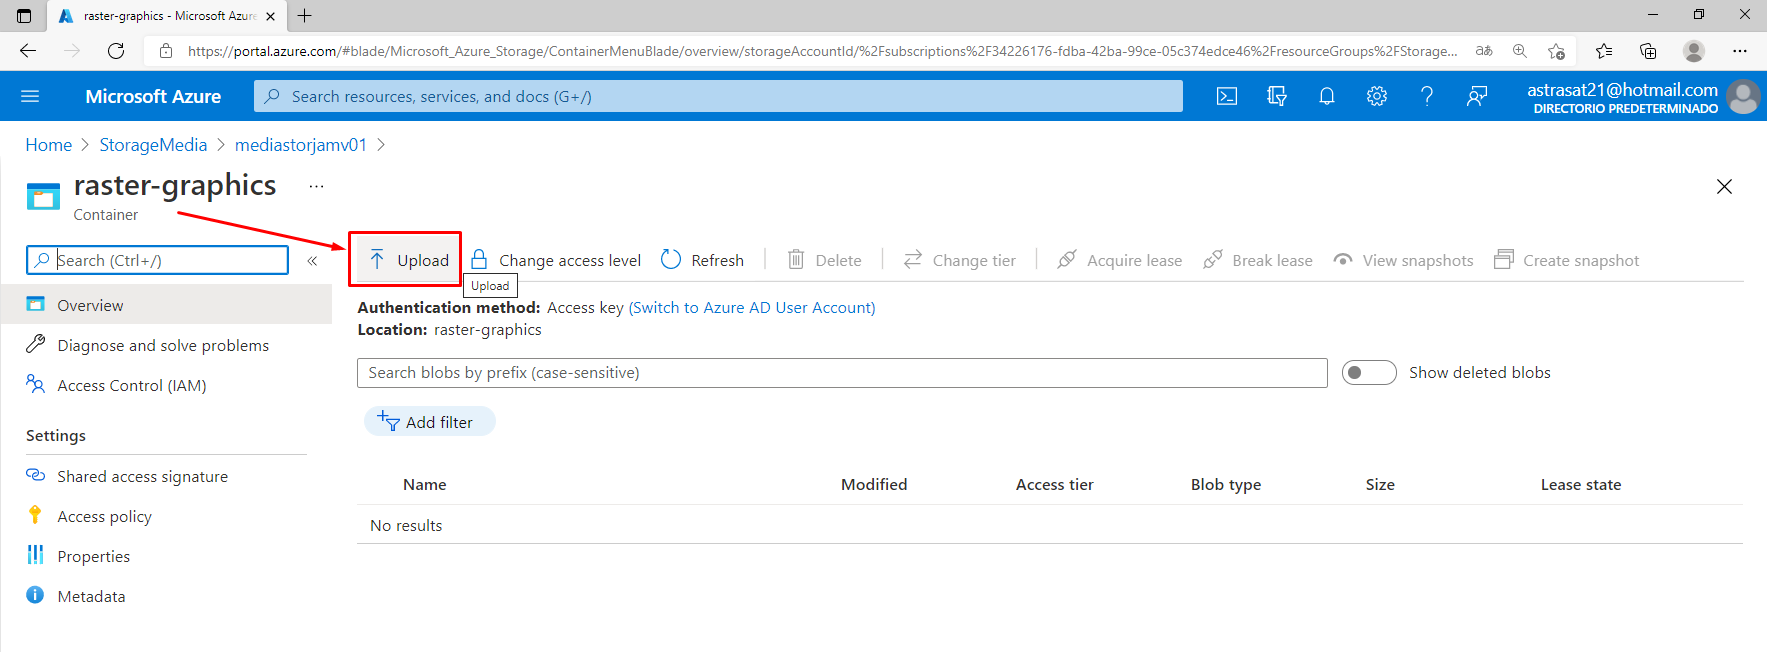 raster-graphics - Microsoft Azure
https://portal.azure.com/#blade/Microsoft_Azure_Storage/ContainerMenuBlade/overview/storageAccountId/%2Fsubscriptions%2F34226176-fdba-42ba-99ce-05c374edce46%2FresourceGroups%2FStorage...
Microsoft Azure
Search resources, services, and docs (G+/)
astrasat21@hotmail.com
DIRECTORIO PREDETERMINADO
Home > StorageMedia > mediastorjamv01 >
raster-graphics ...
Container
Search (Ctrl+/) «
Upload Change access level Refresh Delete Change tier Acquire lease Break lease View snapshots Create snapshot
Upload
Overview
Diagnose and solve problems
Access Control (IAM)
Settings
Shared access signature
Access policy
Properties
Metadata
Authentication method: Access key (Switch to Azure AD User Account)
Location: raster-graphics
Search blobs by prefix (case-sensitive)
Show deleted blobs
Add filter
Name Modified Access tier Blob type Size Lease state
No results